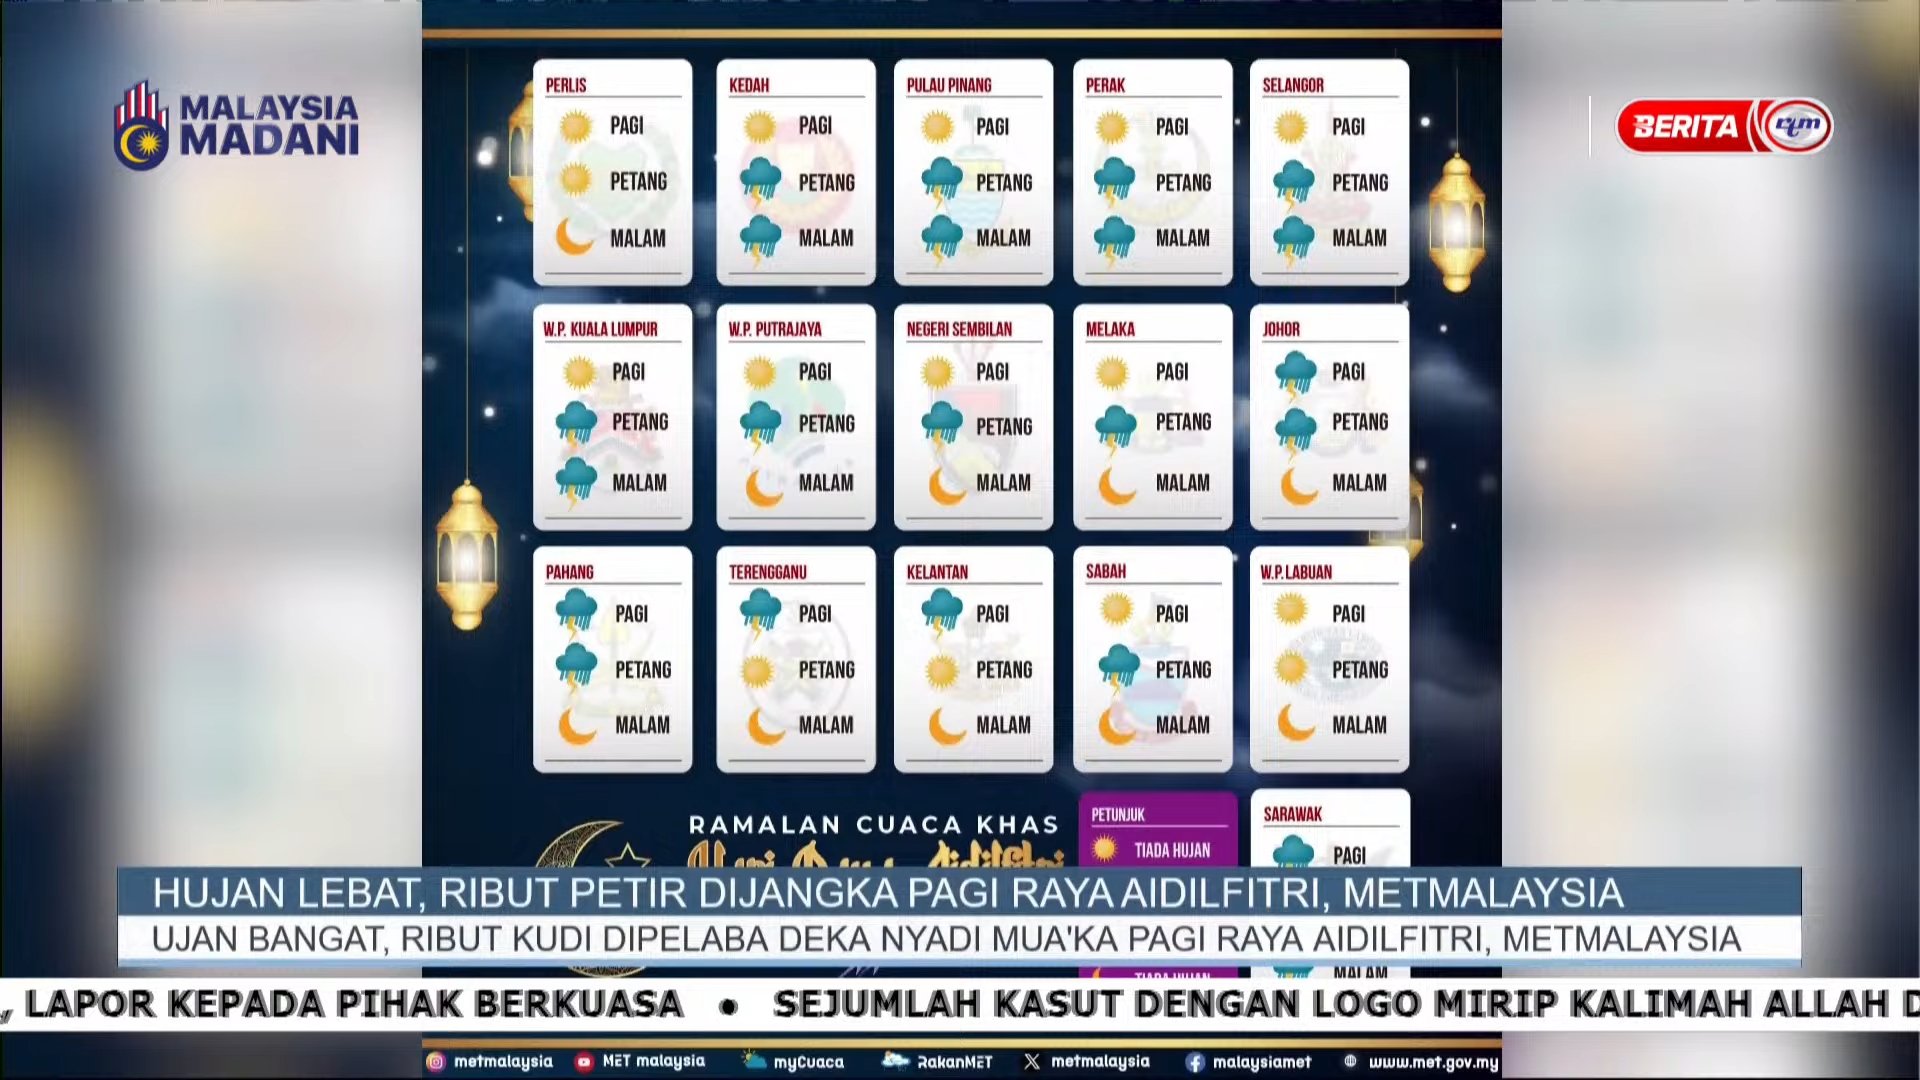 MALAYSIA
MADANI
BERITA rtm
PERLIS
PAGI
PETANG
MALAM
KEDAH
PAGI
PETANG
MALAM
PULAU PINANG
PAGI
PETANG
MALAM
PERAK
PAGI
PETANG
MALAM
SELANGOR
PAGI
PETANG
MALAM
W.P. KUALA LUMPUR
PAGI
PETANG
MALAM
W.P. PUTRAJAYA
PAGI
PETANG
MALAM
NEGERI SEMBILAN
PAGI
PETANG
MALAM
MELAKA
PAGI
PETANG
MALAM
JOHOR
PAGI
PETANG
MALAM
PAHANG
PAGI
PETANG
MALAM
TERENGGANU
PAGI
PETANG
MALAM
KELANTAN
PAGI
PETANG
MALAM
SABAH
PAGI
PETANG
MALAM
W.P.LABUAN
PAGI
PETANG
MALAM
RAMALAN CUACA KHAS
PETUNJUK
TIADA HUJAN
TIADA HUJAN
SARAWAK
PAGI
MALAM
HUJAN LEBAT, RIBUT PETIR DIJANGKA PAGI RAYA AIDILFITRI, METMALAYSIA
UJAN BANGAT, RIBUT KUDI DIPELABA DEKA NYADI MUA'KA PAGI RAYA AIDILFITRI, METMALAYSIA
, LAPOR KEPADA PIHAK BERKUASA • SEJUMLAH KASUT DENGAN LOGO MIRIP KALIMAH ALLAH D
metmalaysia MET malaysia myCuaca RakanMET metmalaysia malaysiamet www.met.gov.my